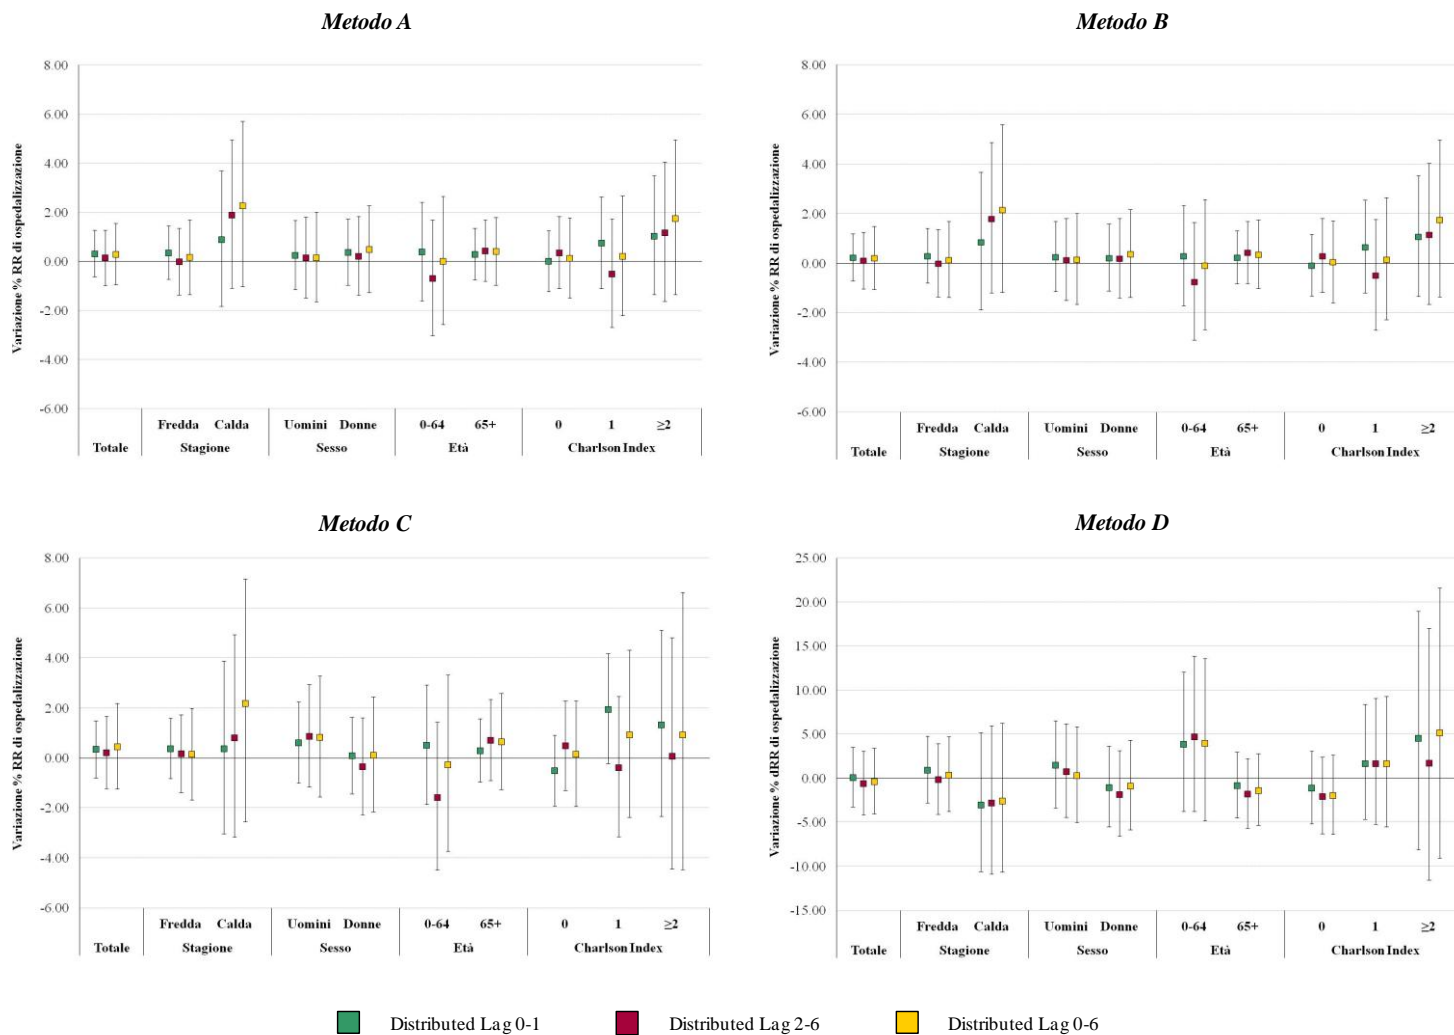 Metodo A
Variazione % RR di ospedalizzazione
8.00
6.00
4.00
2.00
0.00
-2.00
-4.00
-6.00
Fredda Calda Uomini Donne 0-64 65+ 0 1 ≥2
Totale Stagione Sesso Età Charlson Index
Metodo B
Variazione % RR di ospedalizzazione
8.00
6.00
4.00
2.00
0.00
-2.00
-4.00
-6.00
Fredda Calda Uomini Donne 0-64 65+ 0 1 ≥2
Totale Stagione Sesso Età Charlson Index
Metodo C
Variazione % RR di ospedalizzazione
8.00
6.00
4.00
2.00
0.00
-2.00
-4.00
-6.00
Fredda Calda Uomini Donne 0-64 65+ 0 1 ≥2
Totale Stagione Sesso Età Charlson Index
Metodo D
Variazione % dRR di ospedalizzazione
25.00
20.00
15.00
10.00
5.00
0.00
-5.00
-10.00
-15.00
Fredda Calda Uomini Donne 0-64 65+ 0 1 ≥2
Totale Stagione Sesso Età Charlson Index
Distributed Lag 0-1 Distributed Lag 2-6 Distributed Lag 0-6